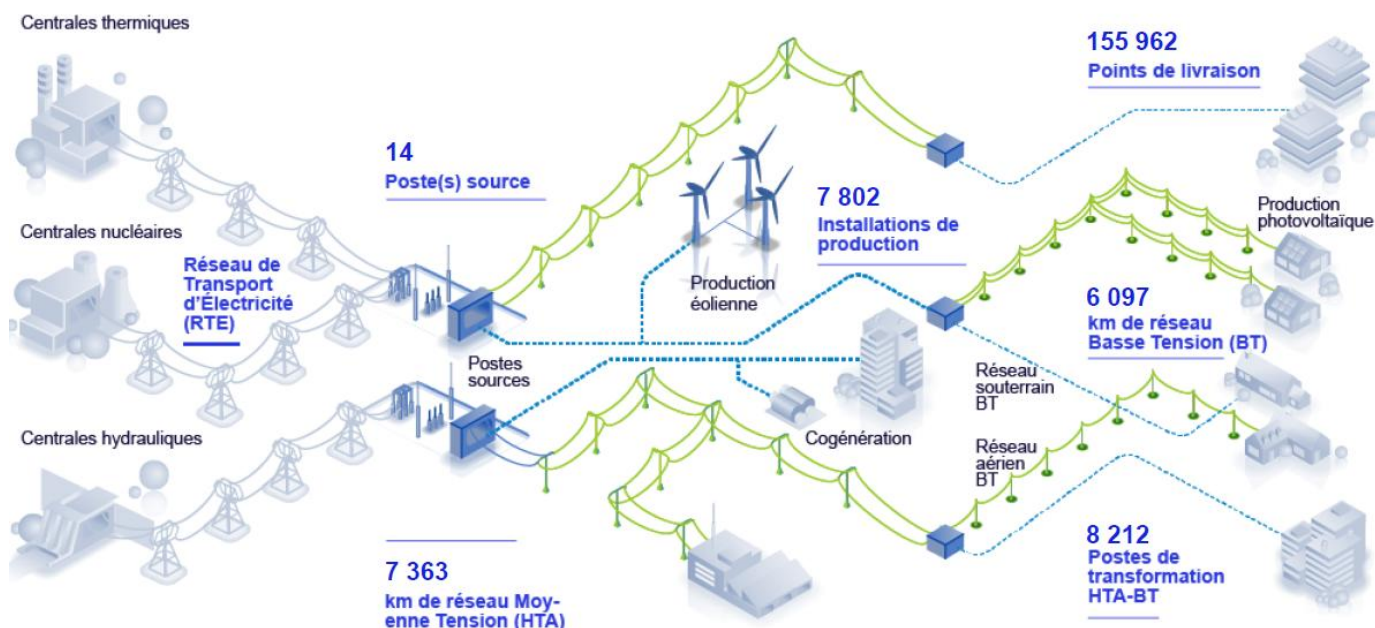 Centrales thermiques
155 962
Points de livraison
14
Poste(s) source
7 802
Installations de
production
Production
photovoltaïque
Centrales nucléaires
Réseau de
Transport
d'Électricité
(RTE)
Production
éolienne
6 097
km de réseau
Basse Tension (BT)
Postes
sources
Réseau
souterrain
BT
Centrales hydrauliques
Cogénération
Réseau
aérien
BT
7 363
km de réseau Moy-
enne Tension (HTA)
8 212
Postes de
transformation
HTA-BT